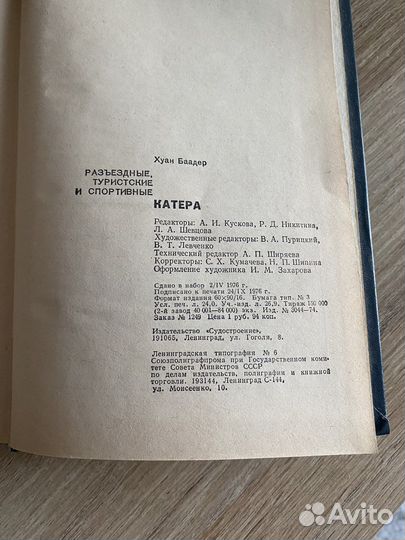 Хуан Баадер
РАЗЪЕЗДНЫЕ,
ТУРИСТСКИЕ
И СПОРТИВНЫЕ
КАТЕРА
Редакторы: А. И. Кускова, Р. Д. Никитина,
Л. А. Шевцова
Художественные редакторы: В. А. Пурицкий,
В. Т. Левченко
Технический редактор А. П. Ширяева
Корректоры: С. Х. Кумачева, Н. П. Шипина
Оформление художника И. М. Захарова
Сдано в набор 2/IV 1976 г.
Подписано к печати 24/IX 1976 г.
Формат издания 60×90/16. Бумага тип. № 3
Усл. печ. л. 24,0. Уч.-изд. л. 26,9. Тираж 150 000
(2-й завод 40 001—84 000) экз. Изд. № 3044—74.
Заказ № 1249 Цена 1 руб. 94 коп.
Издательство «Судостроение»,
191065, Ленинград, ул. Гоголя, 8.
Ленинградская типография № 6
Союзполиграфпрома при Государственном коми-
тете Совета Министров СССР
по делам издательств, полиграфии и книжной
торговли. 193144, Ленинград С-144,
ул. Моисеенко, 10.
Avito